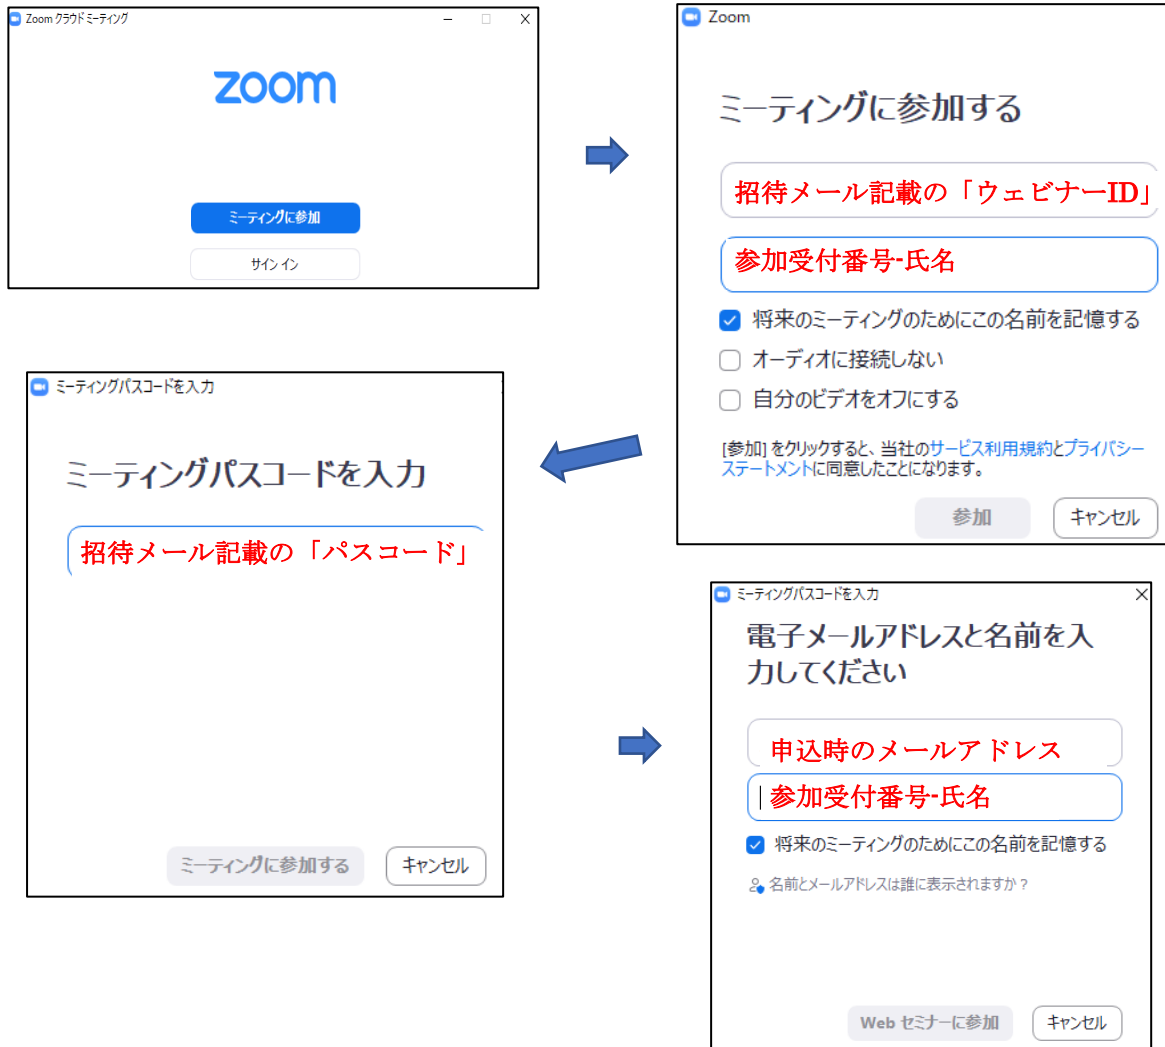 Zoom クラウド ミーティング
zoom
ミーティングに参加
サイン イン
Zoom
ミーティングに参加する
招待メール記載の「ウェビナーID」
参加受付番号-氏名
将来のミーティングのためにこの名前を記憶する
オーディオに接続しない
自分のビデオをオフにする
[参加] をクリックすると、当社のサービス利用規約とプライバシー
ステートメントに同意したことになります。
参加
キャンセル
ミーティングパスコードを入力
ミーティングパスコードを入力
招待メール記載の「パスコード」
ミーティングに参加する
キャンセル
ミーティングパスコードを入力
電子メールアドレスと名前を入
力してください
申込時のメールアドレス
参加受付番号-氏名
将来のミーティングのためにこの名前を記憶する
名前とメールアドレスは誰に表示されますか?
Web セミナーに参加
キャンセル